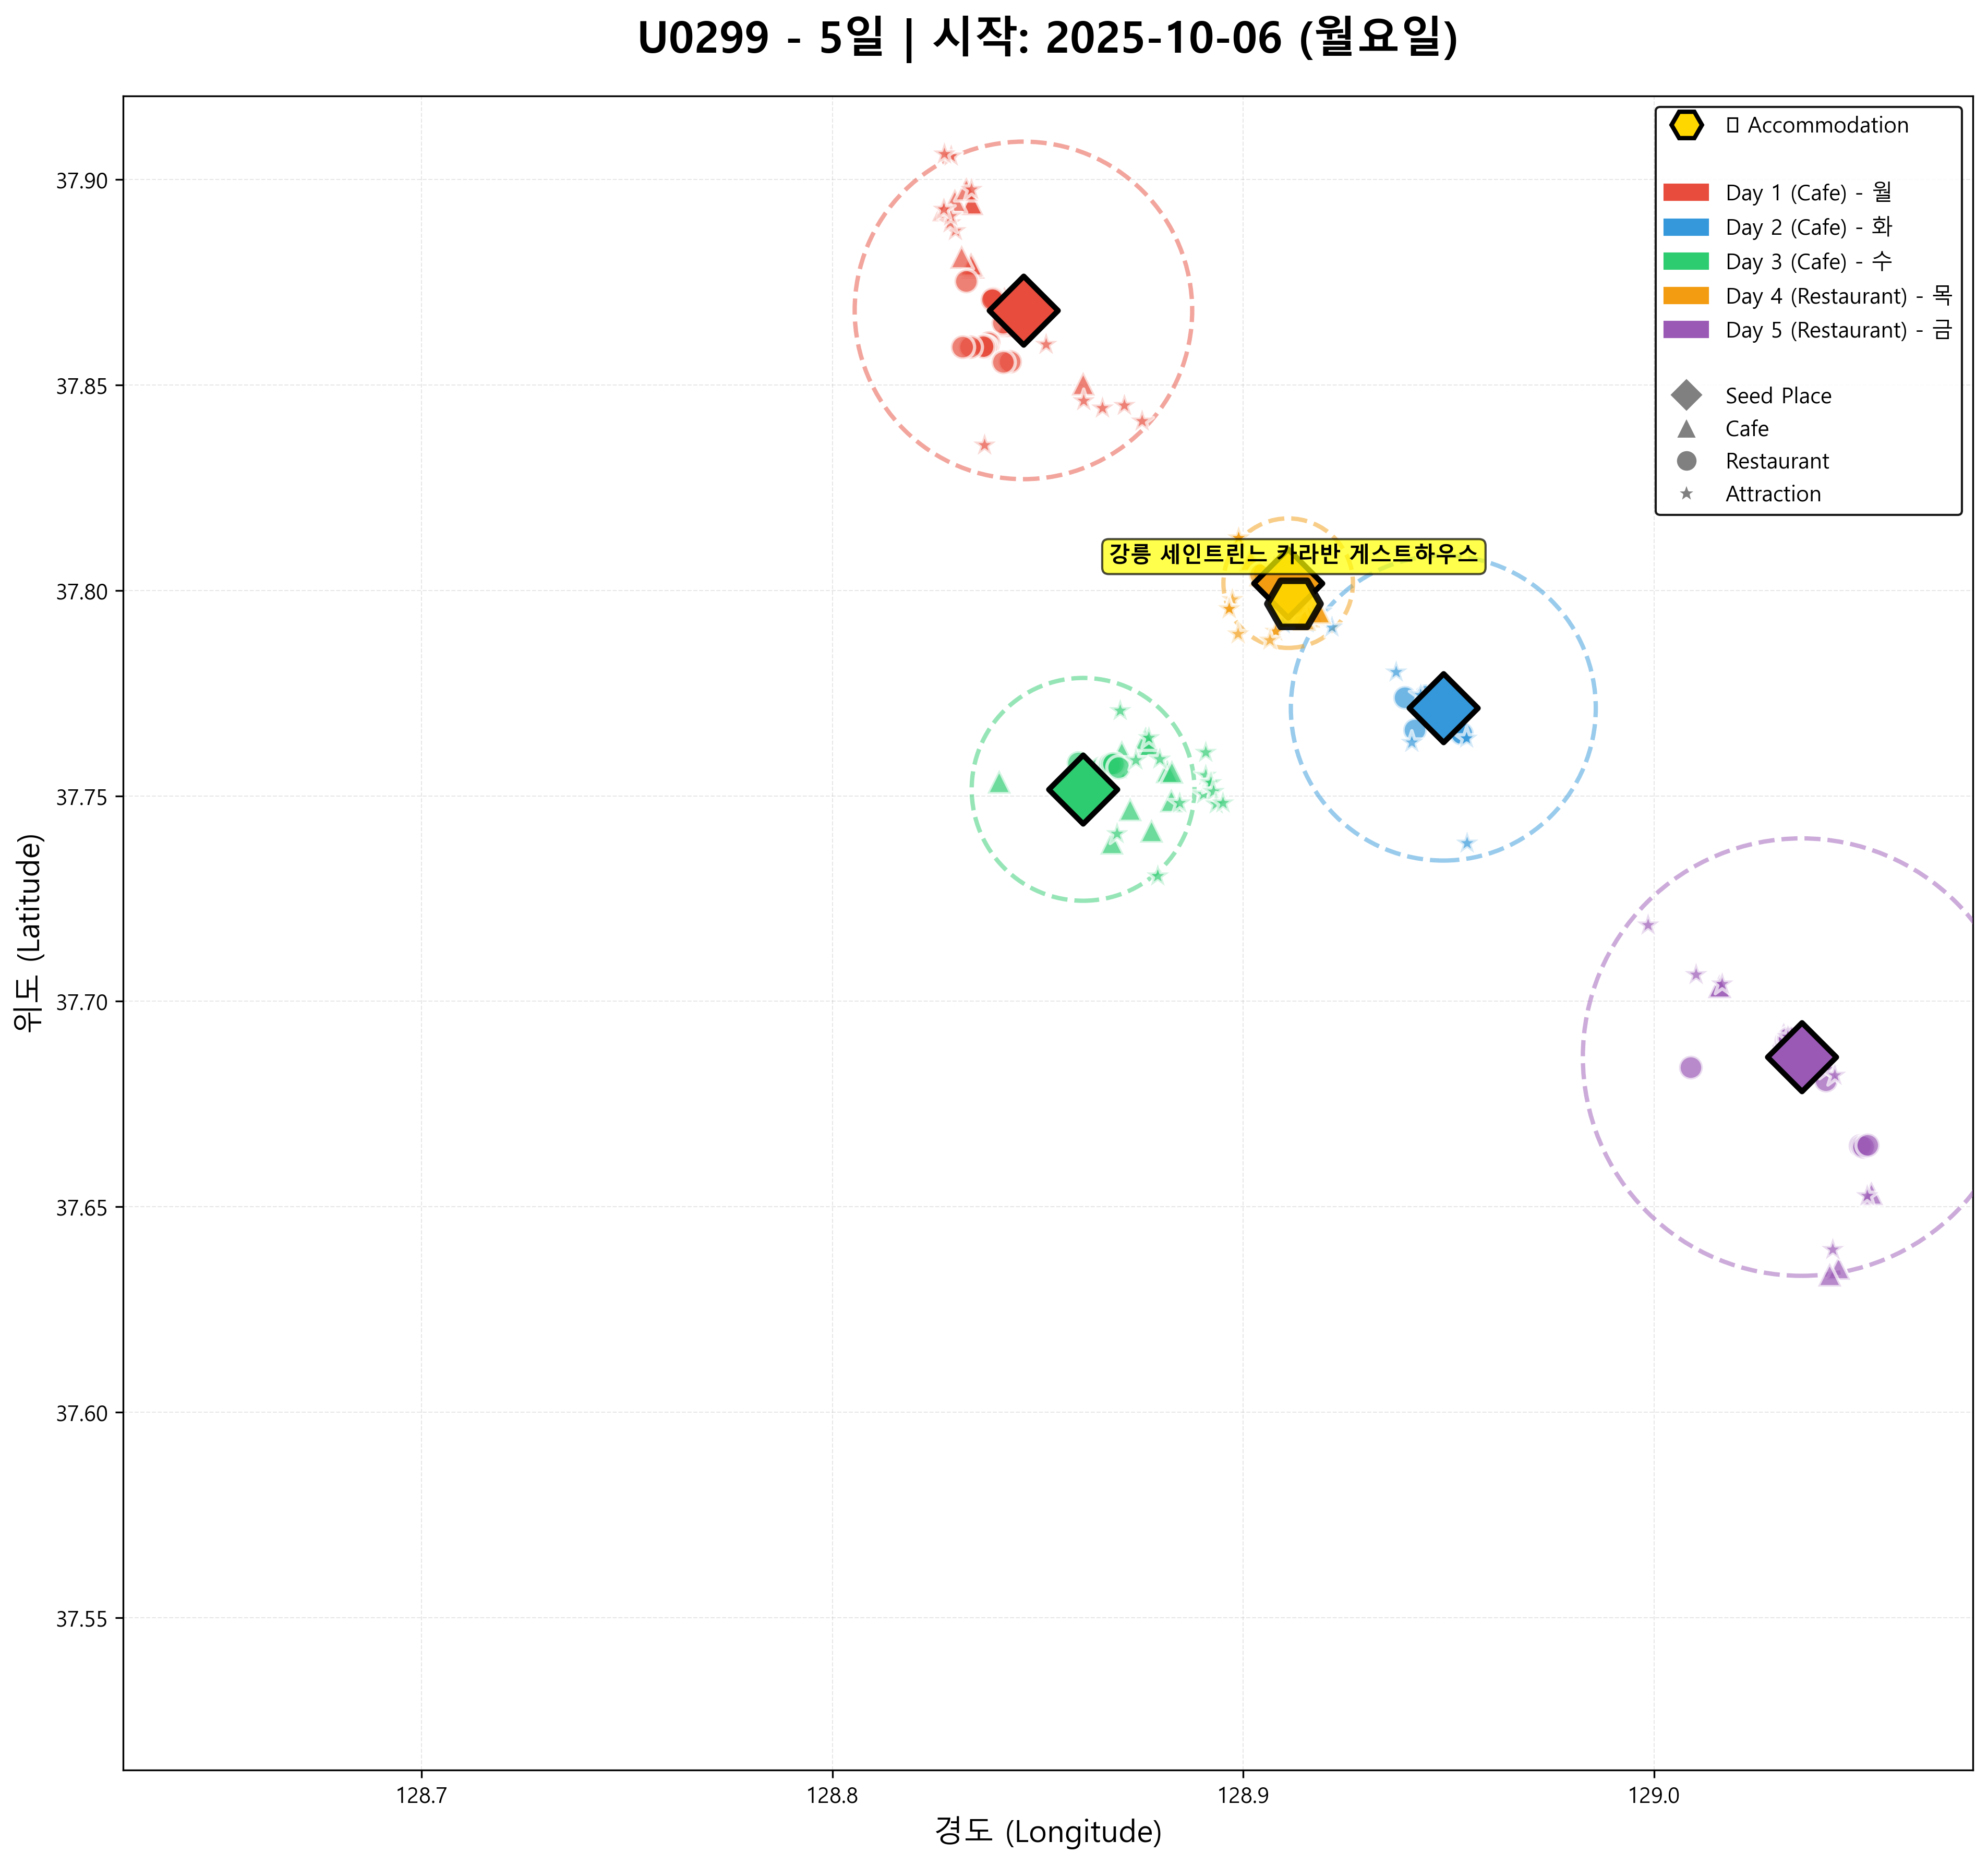 U0299 - 5일 | 시작: 2025-10-06 (월요일)
Accommodation
Day 1 (Cafe) - 월
Day 2 (Cafe) - 화
Day 3 (Cafe) - 수
Day 4 (Restaurant) - 목
Day 5 (Restaurant) - 금
Seed Place
Cafe
Restaurant
Attraction
강릉 세인트린느 카라반 게스트하우스
위도 (Latitude)
37.90
37.85
37.80
37.75
37.70
37.65
37.60
37.55
128.7
128.8
128.9
129.0
경도 (Longitude)